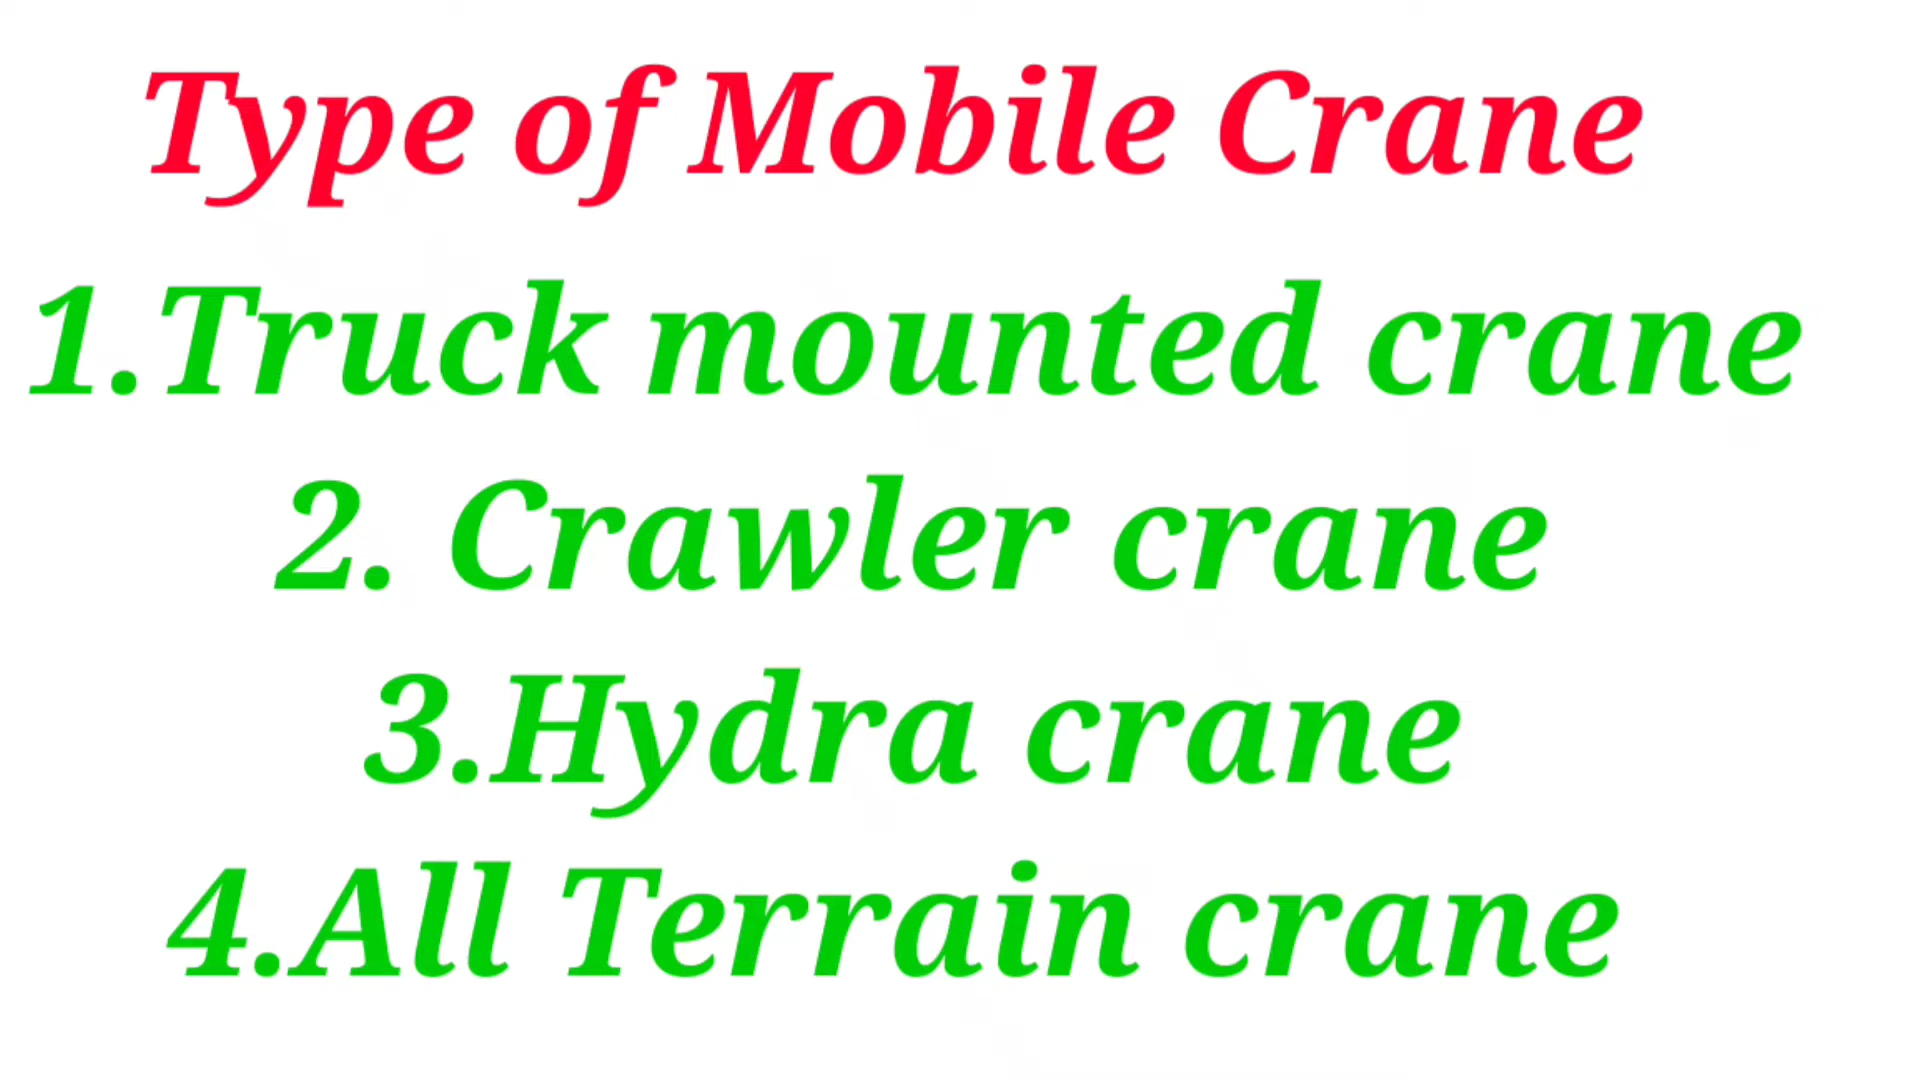 Type of Mobile Crane
1.Truck mounted crane
2. Crawler crane
3.Hydra crane
4.All Terrain crane